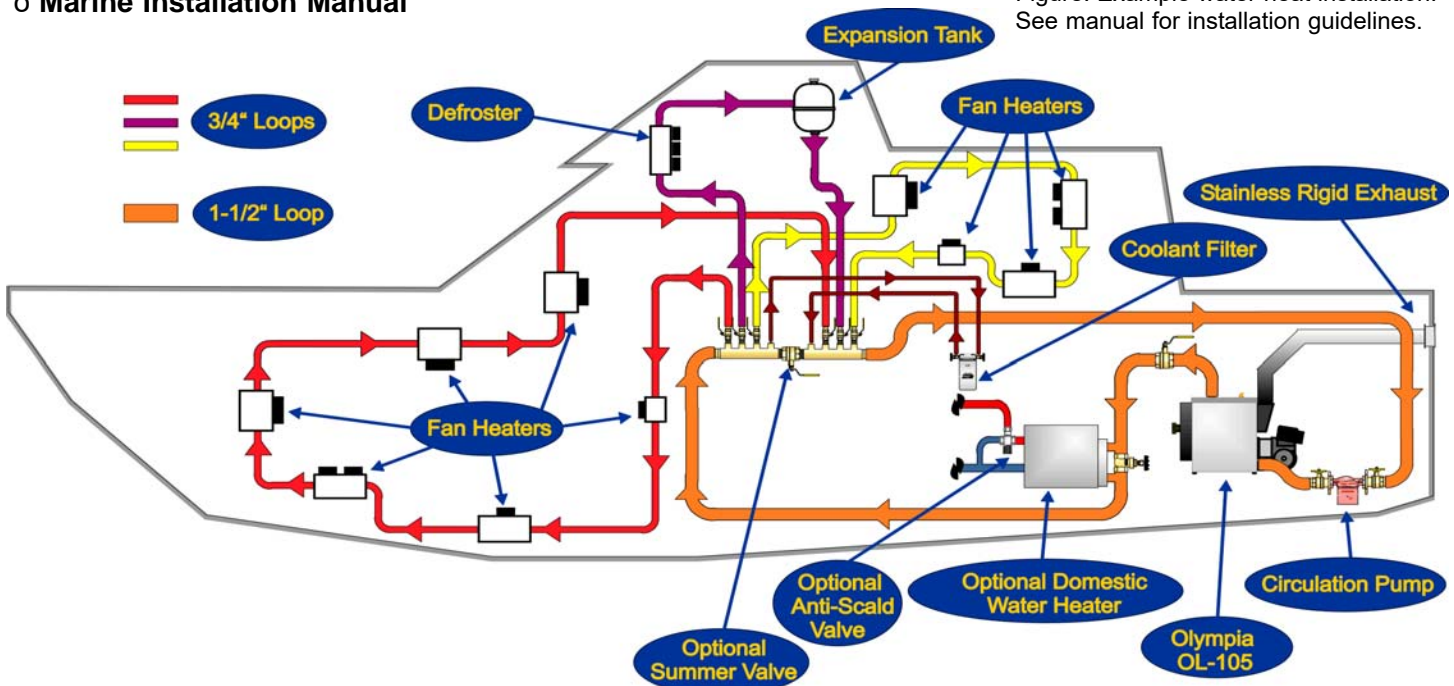 o Marine Installation Manual
See manual for installation guidelines.
Expansion Tank
Defroster
Fan Heaters
3/4“ Loops
Stainless Rigid Exhaust
1-1/2“ Loop
Coolant Filter
Fan Heaters
Optional
Anti-Scald
Valve
Optional Domestic
Water Heater
Circulation Pump
Optional
Summer Valve
Olympia
OL-105